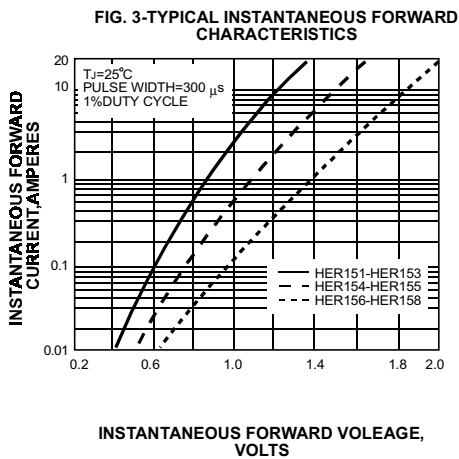 FIG. 3-TYPICAL INSTANTANEOUS FORWARD
CHARACTERISTICS
INSTANTANEOUS FORWARD
CURRENT,AMPERES
20
10
1
0.1
0.01
TJ=25°C
PULSE WIDTH=300 μs
1%DUTY CYCLE
HER151-HER153
HER154-HER155
HER156-HER158
0.2 0.6 1.0 1.4 1.8 2.0
INSTANTANEOUS FORWARD VOLEAGE,
VOLTS